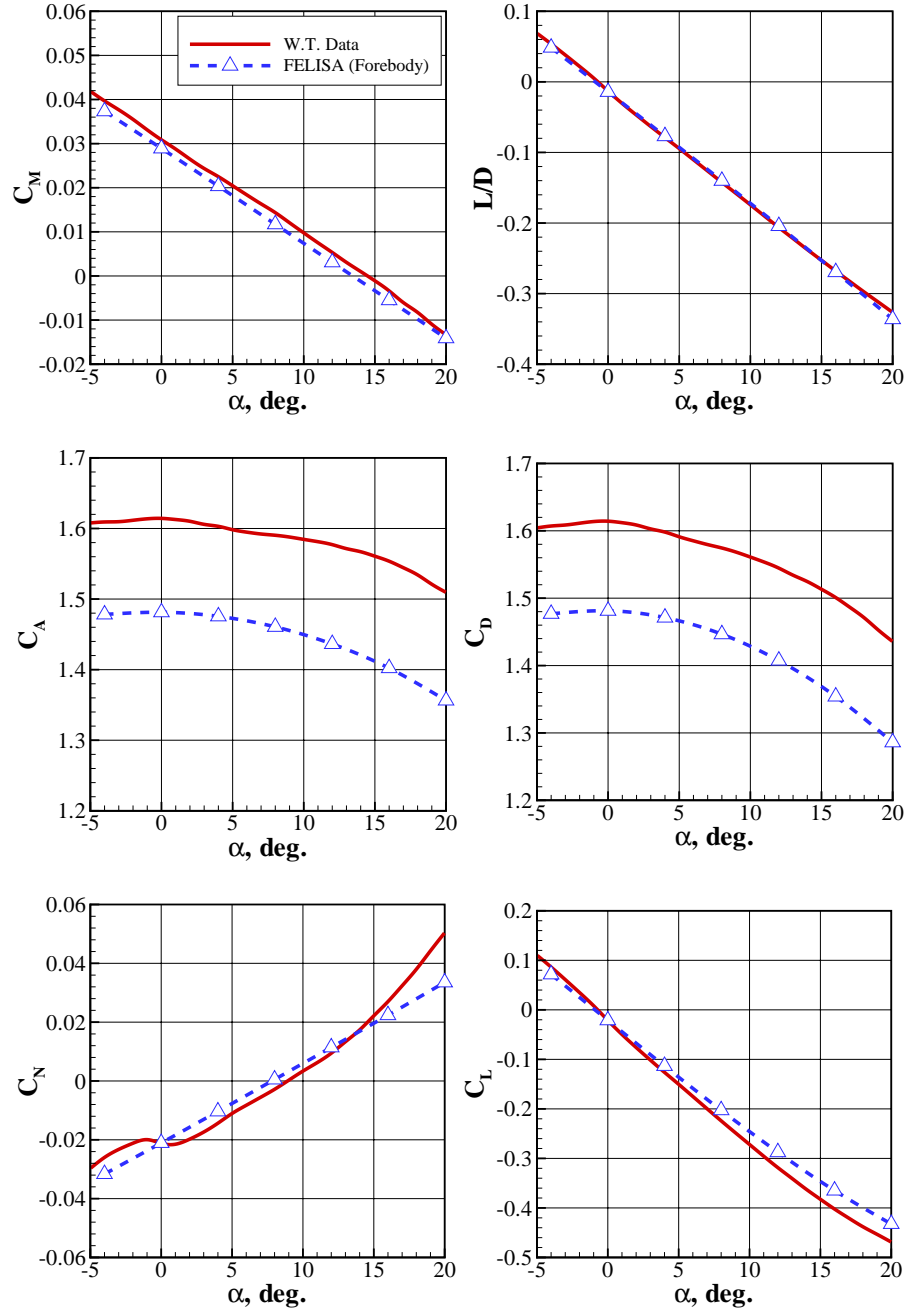 0.06
0.05
0.04
0.03
0.02
0.01
0
-0.01
-0.02
C_M
W.T. Data
FELISA (Forebody)
-5 0 5 10 15 20
α, deg.
0.1
0
-0.1
-0.2
-0.3
-0.4
L/D
-5 0 5 10 15 20
α, deg.
1.7
1.6
1.5
1.4
1.3
1.2
C_A
-5 0 5 10 15 20
α, deg.
1.7
1.6
1.5
1.4
1.3
1.2
C_D
-5 0 5 10 15 20
α, deg.
0.06
0.04
0.02
0
-0.02
-0.04
-0.06
C_N
-5 0 5 10 15 20
α, deg.
0.2
0.1
0
-0.1
-0.2
-0.3
-0.4
-0.5
C_L
-5 0 5 10 15 20
α, deg.